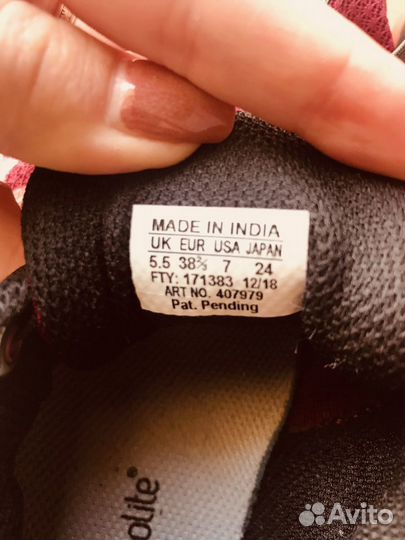 MADE IN INDIA
UK EUR USA JAPAN
5.5 38⅔ 7 24
FTY: 171383 12/18
ART NO. 407979
Pat. Pending
olite®
Avito